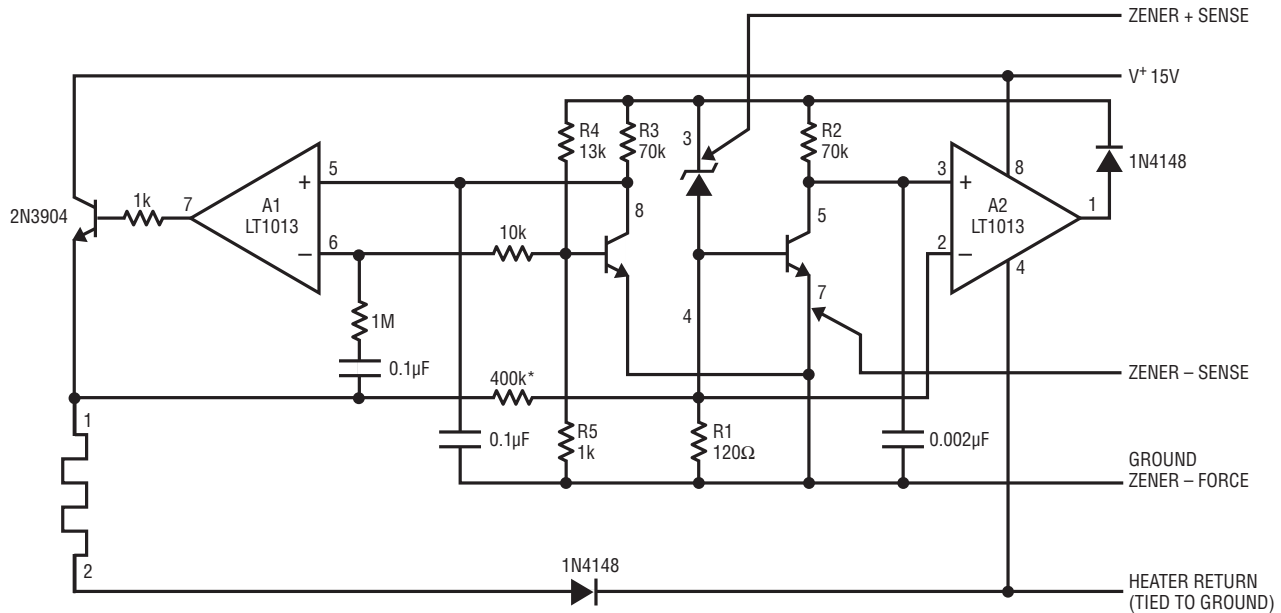 ZENER + SENSE
V+ 15V
3
R4
13k
R3
70k
R2
70k
1N4148
5
+
A1
LT1013
7
6
–
1k
2N3904
3
+
8
A2
LT1013
1
2
–
4
8
5
10k
7
4
1M
0.1µF
400k*
ZENER – SENSE
1
0.1µF
R5
1k
R1
120Ω
0.002µF
GROUND
ZENER – FORCE
2
1N4148
HEATER RETURN
(TIED TO GROUND)